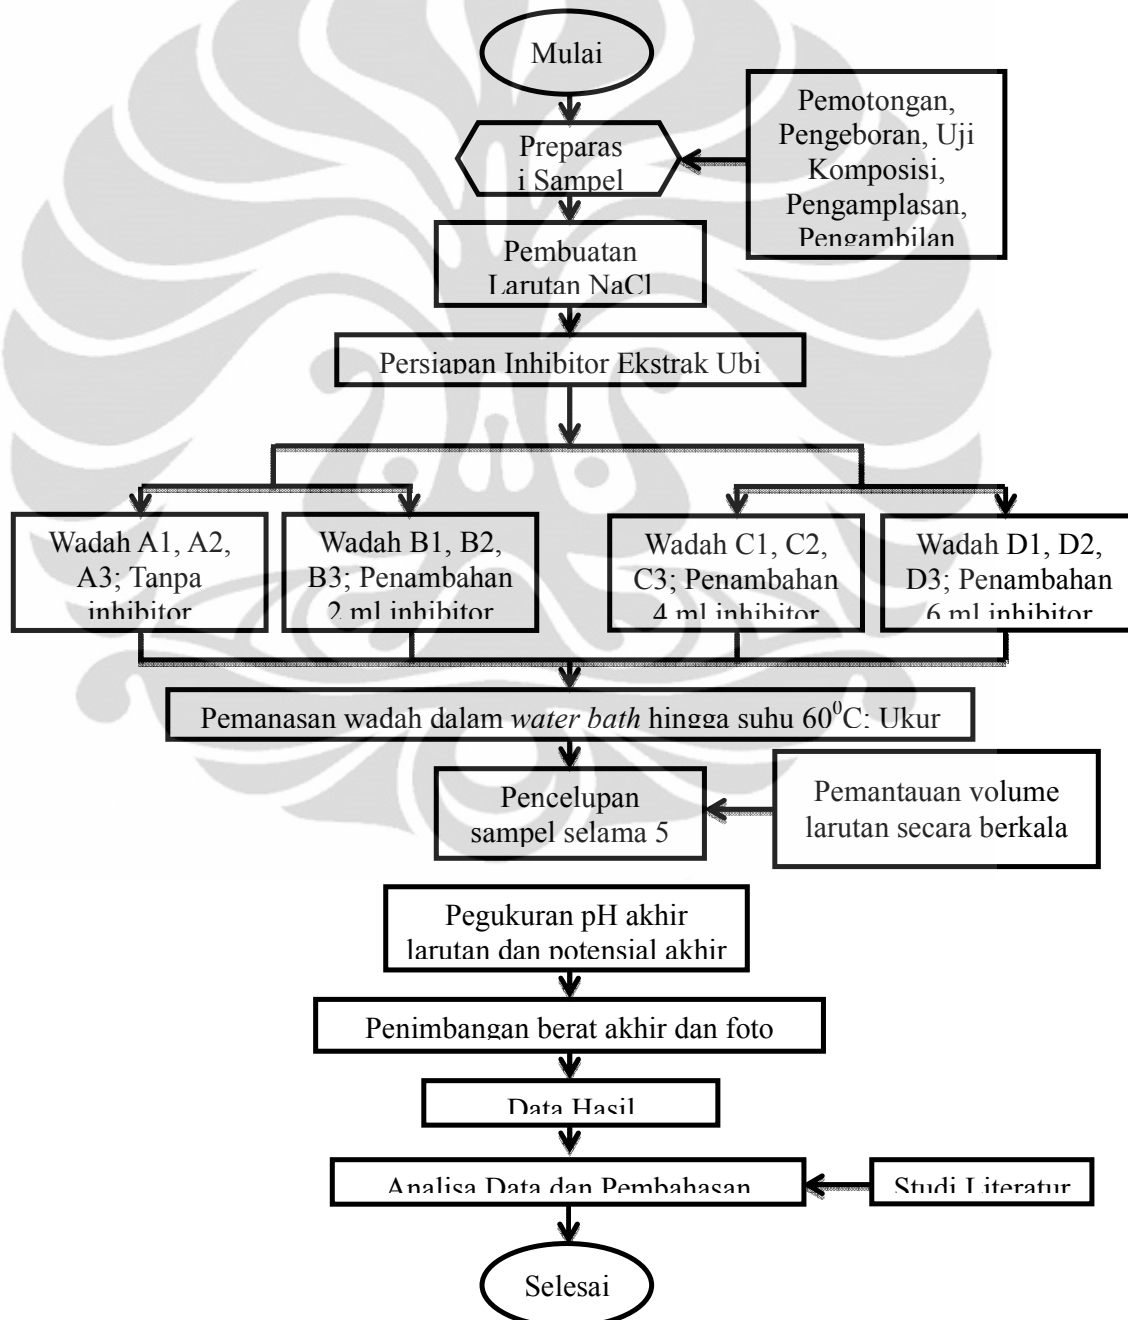 Mulai
Pemotongan,
Pengeboran, Uji
Komposisi,
Pengamplasan,
Pengambilan
Preparas
i Sampel
Pembuatan
Larutan NaCl
Persiapan Inhibitor Ekstrak Ubi
Wadah A1, A2,
A3; Tanpa
inhibitor
Wadah B1, B2,
B3; Penambahan
2 ml inhibitor
Wadah C1, C2,
C3; Penambahan
4 ml inhibitor
Wadah D1, D2,
D3; Penambahan
6 ml inhibitor
Pemanasan wadah dalam water bath hingga suhu 60⁰C; Ukur
Pencelupan
sampel selama 5
Pemantauan volume
larutan secara berkala
Pegukuran pH akhir
larutan dan potensial akhir
Penimbangan berat akhir dan foto
Data Hasil
Analisa Data dan Pembahasan
Studi Literatur
Selesai